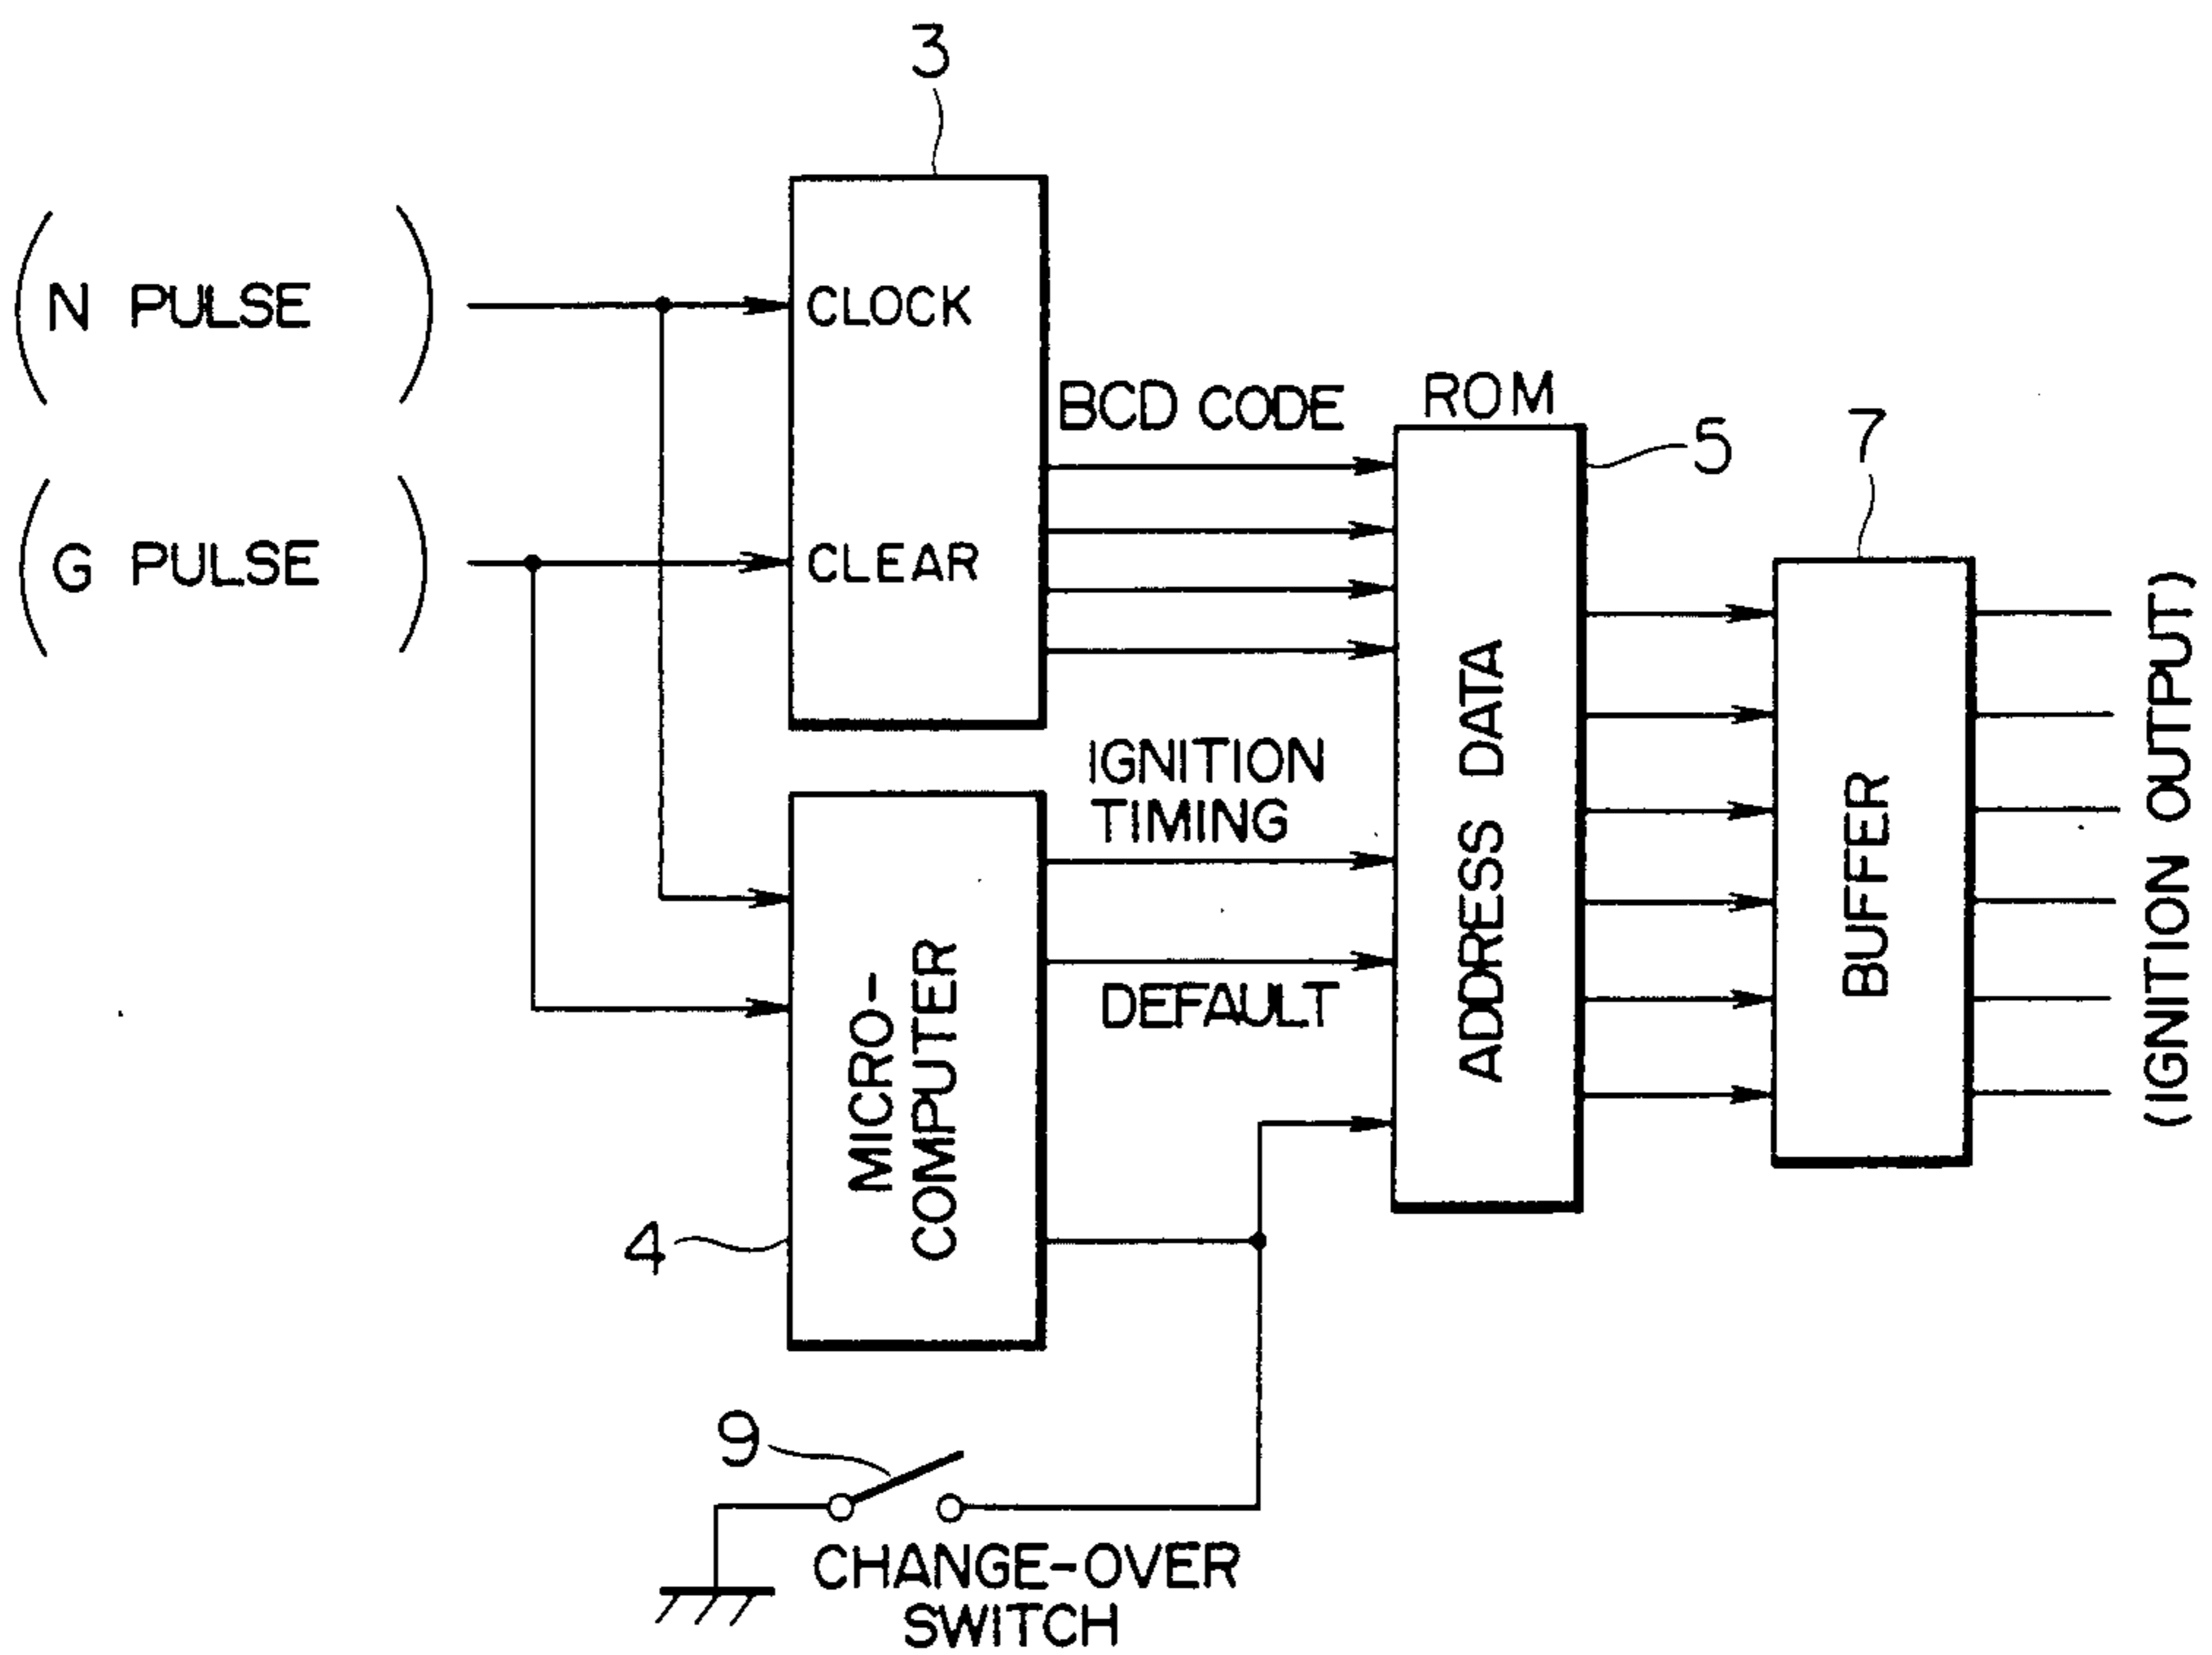 3
(N PULSE)
CLOCK
BCD CODE
ROM
5
7
(G PULSE)
CLEAR
IGNITION
TIMING
DEFAULT
MICRO-
COMPUTER
4
ADDRESS DATA
BUFFER
(IGNITION OUTPUT)
9
CHANGE-OVER
SWITCH